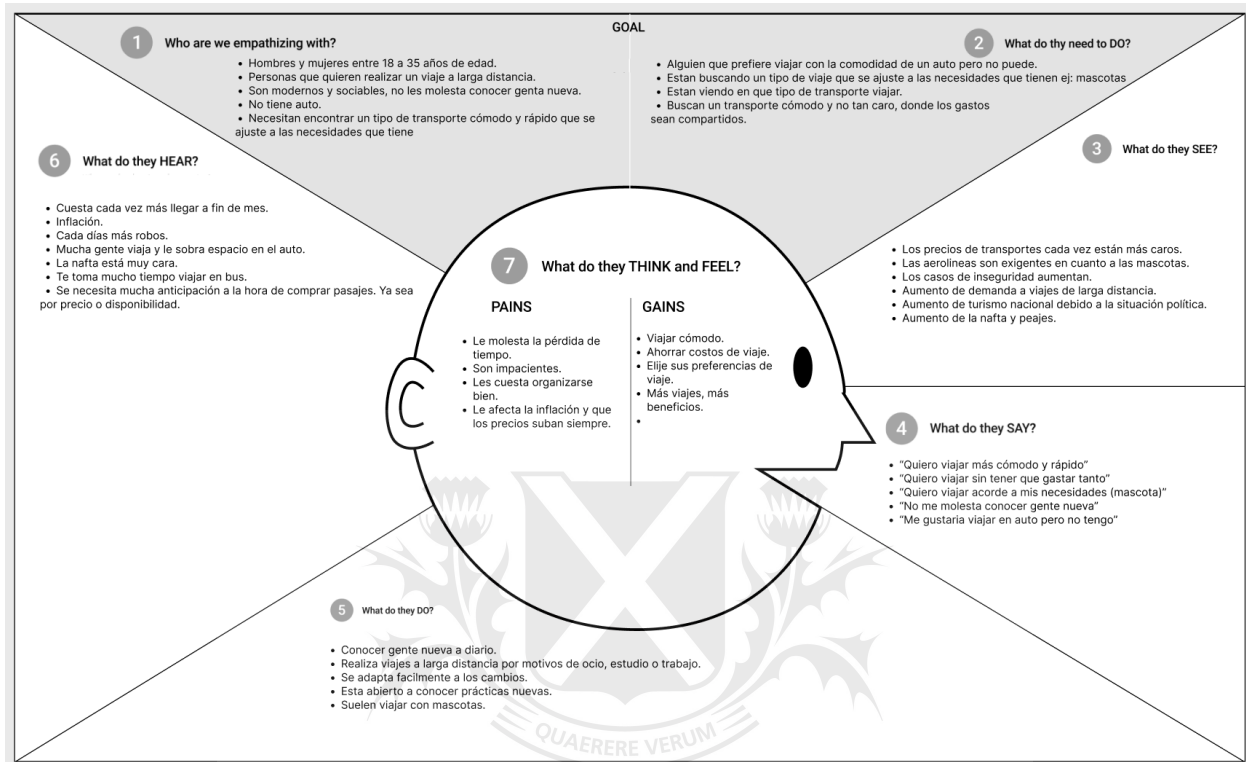 GOAL
1 Who are we empathizing with?
• Hombres y mujeres entre 18 a 35 años de edad.
• Personas que quieren realizar un viaje a larga distancia.
• Son modernos y sociables, no les molesta conocer genta nueva.
• No tiene auto.
• Necesitan encontrar un tipo de transporte cómodo y rápido que se
ajuste a las necesidades que tiene
2 What do thy need to DO?
• Alguien que prefiere viajar con la comodidad de un auto pero no puede.
• Estan buscando un tipo de viaje que se ajuste a las necesidades que tienen ej: mascotas
• Estan viendo en que tipo de transporte viajar.
• Buscan un transporte cómodo y no tan caro, donde los gastos
sean compartidos.
3 What do they SEE?
• Los precios de transportes cada vez están más caros.
• Las aerolineas son exigentes en cuanto a las mascotas.
• Los casos de inseguridad aumentan.
• Aumento de demanda a viajes de larga distancia.
• Aumento de turismo nacional debido a la situación política.
• Aumento de la nafta y peajes.
4 What do they SAY?
• “Quiero viajar más cómodo y rápido”
• “Quiero viajar sin tener que gastar tanto”
• “Quiero viajar acorde a mis necesidades (mascota)”
• “No me molesta conocer gente nueva”
• “Me gustaria viajar en auto pero no tengo”
5 What do they DO?
• Conocer gente nueva a diario.
• Realiza viajes a larga distancia por motivos de ocio, estudio o trabajo.
• Se adapta facilmente a los cambios.
• Esta abierto a conocer prácticas nuevas.
• Suelen viajar con mascotas.
6 What do they HEAR?
• Cuesta cada vez más llegar a fin de mes.
• Inflación.
• Cada días más robos.
• Mucha gente viaja y le sobra espacio en el auto.
• La nafta está muy cara.
• Te toma mucho tiempo viajar en bus.
• Se necesita mucha anticipación a la hora de comprar pasajes. Ya sea
por precio o disponibilidad.
7 What do they THINK and FEEL?
PAINS
• Le molesta la pérdida de
tiempo.
• Son impacientes.
• Les cuesta organizarse
bien.
• Le afecta la inflación y que
los precios suban siempre.
GAINS
• Viajar cómodo.
• Ahorrar costos de viaje.
• Elije sus preferencias de
viaje.
• Más viajes, más
beneficios.
•
QUAERERE VERUM